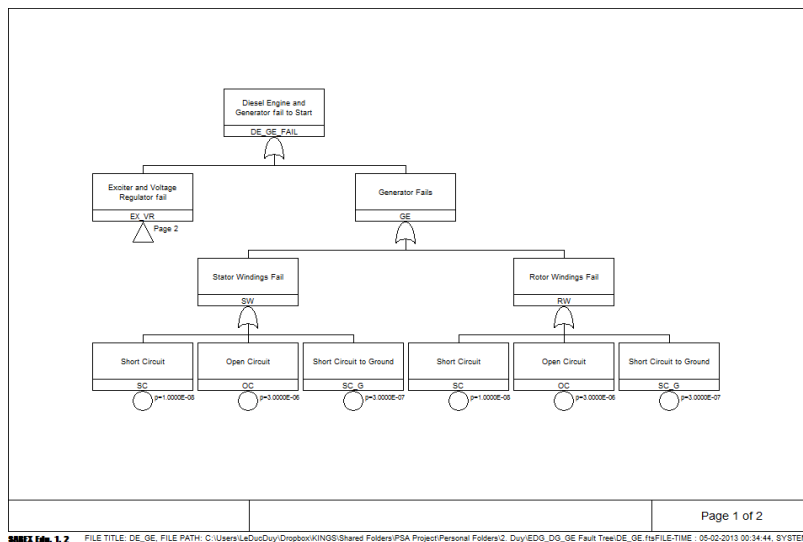 Diesel Engine and
Generator fail to Start
DE_GE_FAIL
Exciter and Voltage
Regulator fail
EX_VR
Page 2
Generator Fails
GE
Stator Windings Fail
SW
Rotor Windings Fail
RW
Short Circuit
SC
p=1.0000E-08
Open Circuit
OC
p=3.0000E-06
Short Circuit to Ground
SC_G
p=3.0000E-07
Short Circuit
SC
p=1.0000E-08
Open Circuit
OC
p=3.0000E-06
Short Circuit to Ground
SC_G
p=3.0000E-07
Page 1 of 2
SAREX Edu. 1. 2 FILE TITLE: DE_GE, FILE PATH: C:\Users\LeDucDuy\Dropbox\KINGS\Shared Folders\PSA Project\Personal Folders\2. Duy\EDG_DG_GE Fault Tree\DE_GE.fts FILE-TIME : 05-02-2013 00:34:44, SYSTEM